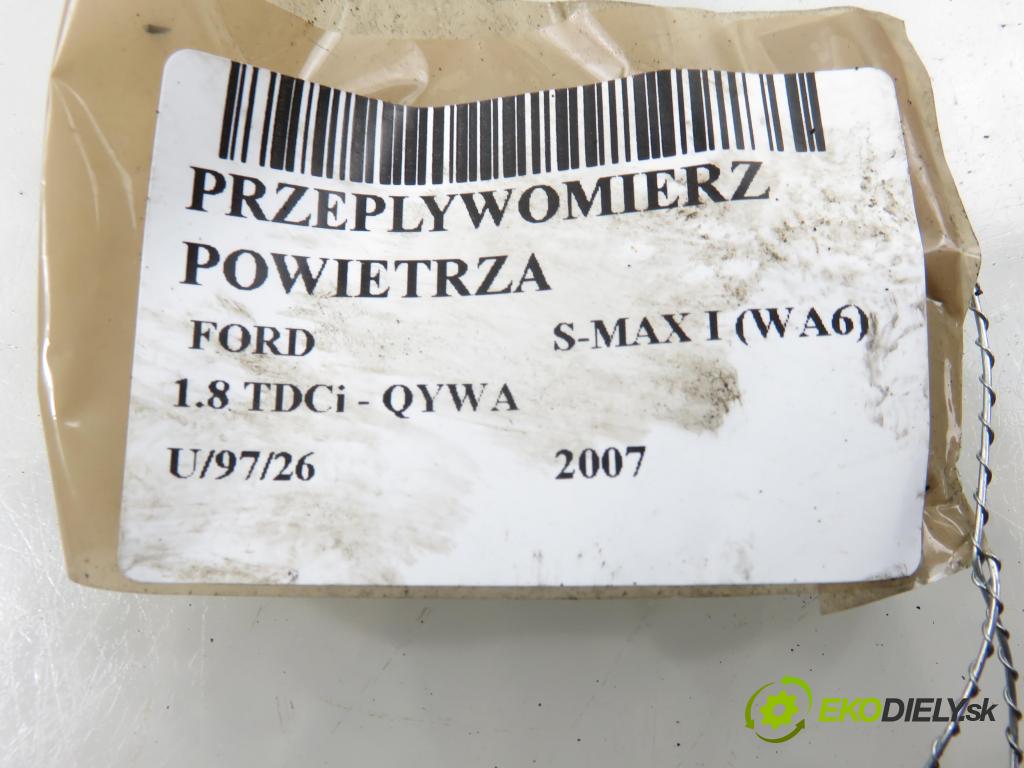 PRZEPLYWOMIERZ
POWIETRZA
FORD S-MAX I (WA6)
1.8 TDCi - QYWA
U/97/26 2007
EKODIELY.sk